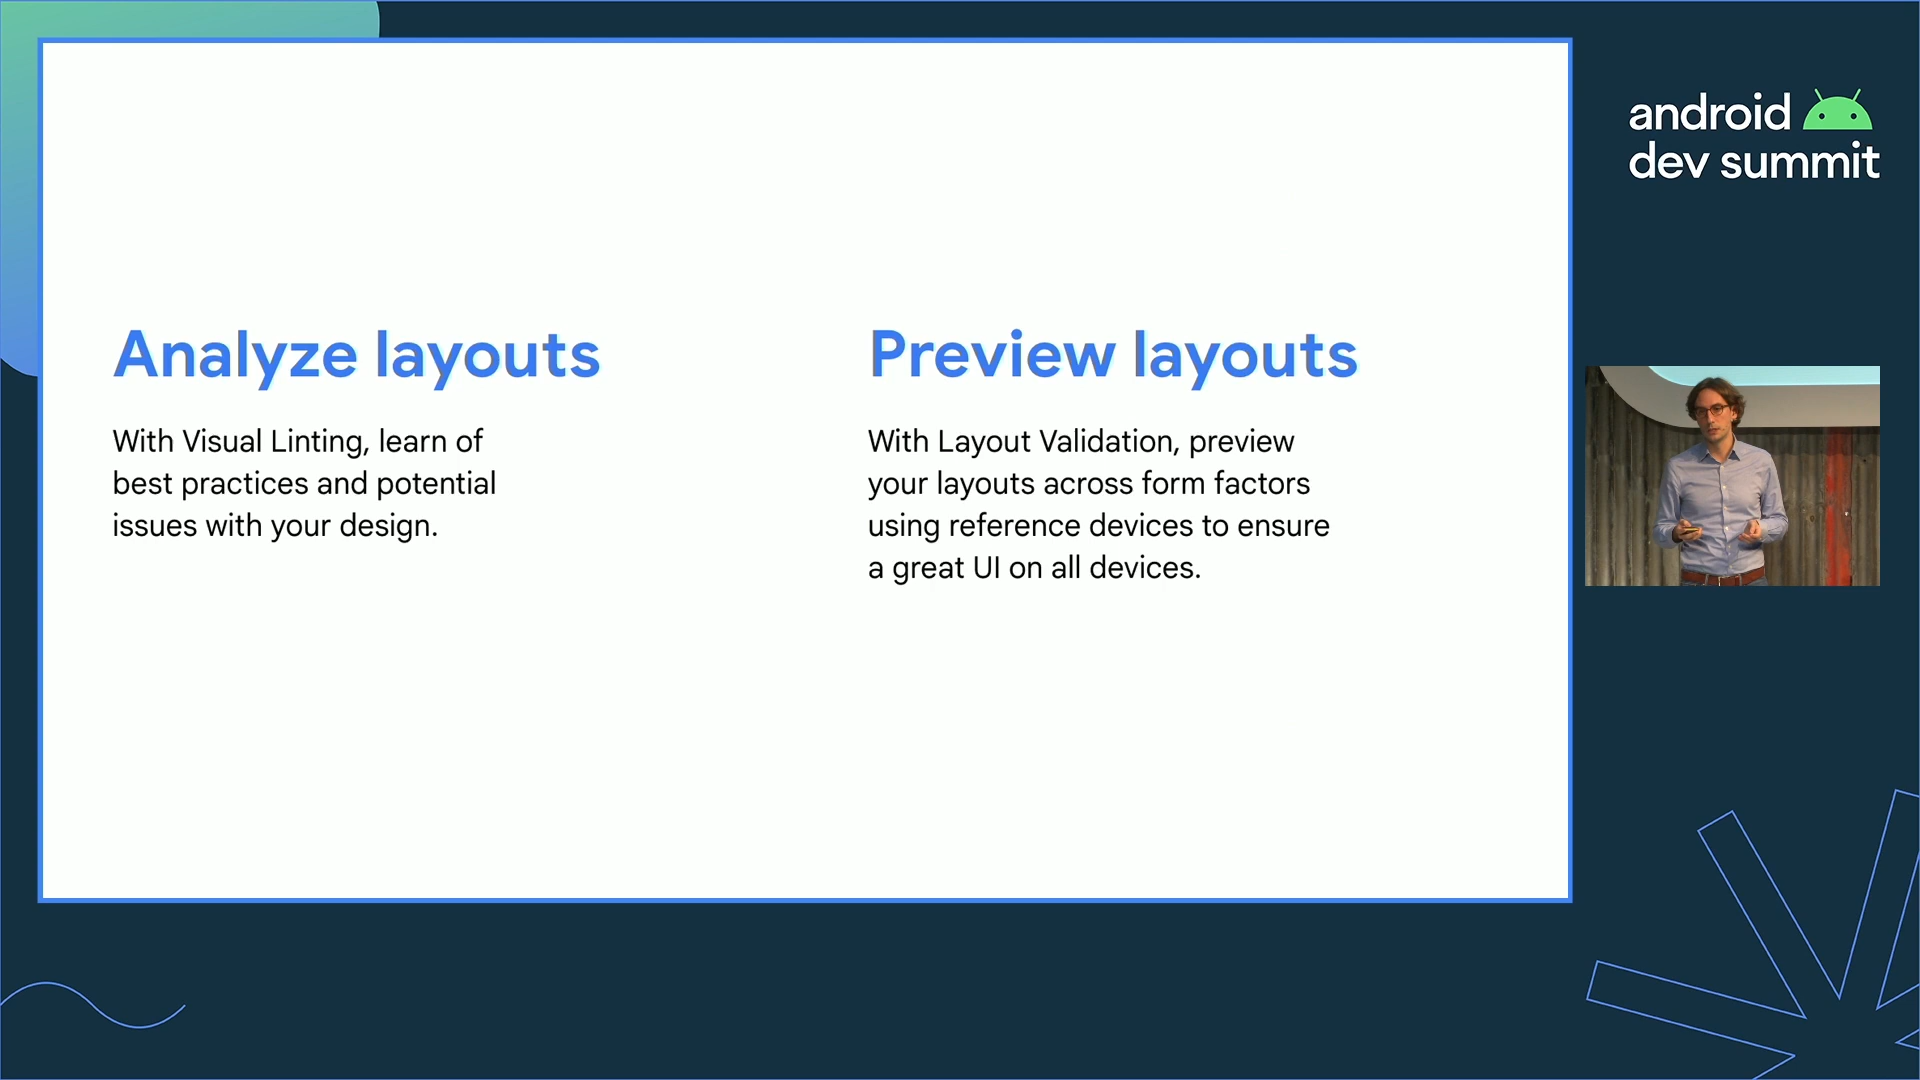 Analyze layouts
With Visual Linting, learn of
best practices and potential
issues with your design.
Preview layouts
With Layout Validation, preview
your layouts across form factors
using reference devices to ensure
a great UI on all devices.
android
dev summit